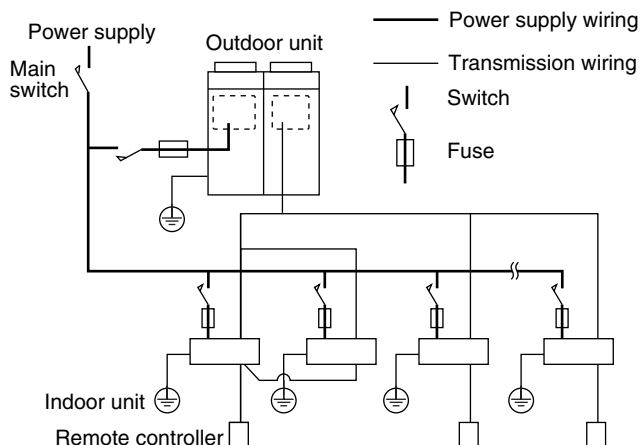 Power supply
Main
switch
Outdoor unit
Power supply wiring
Transmission wiring
Switch
Fuse
Indoor unit
Remote controller